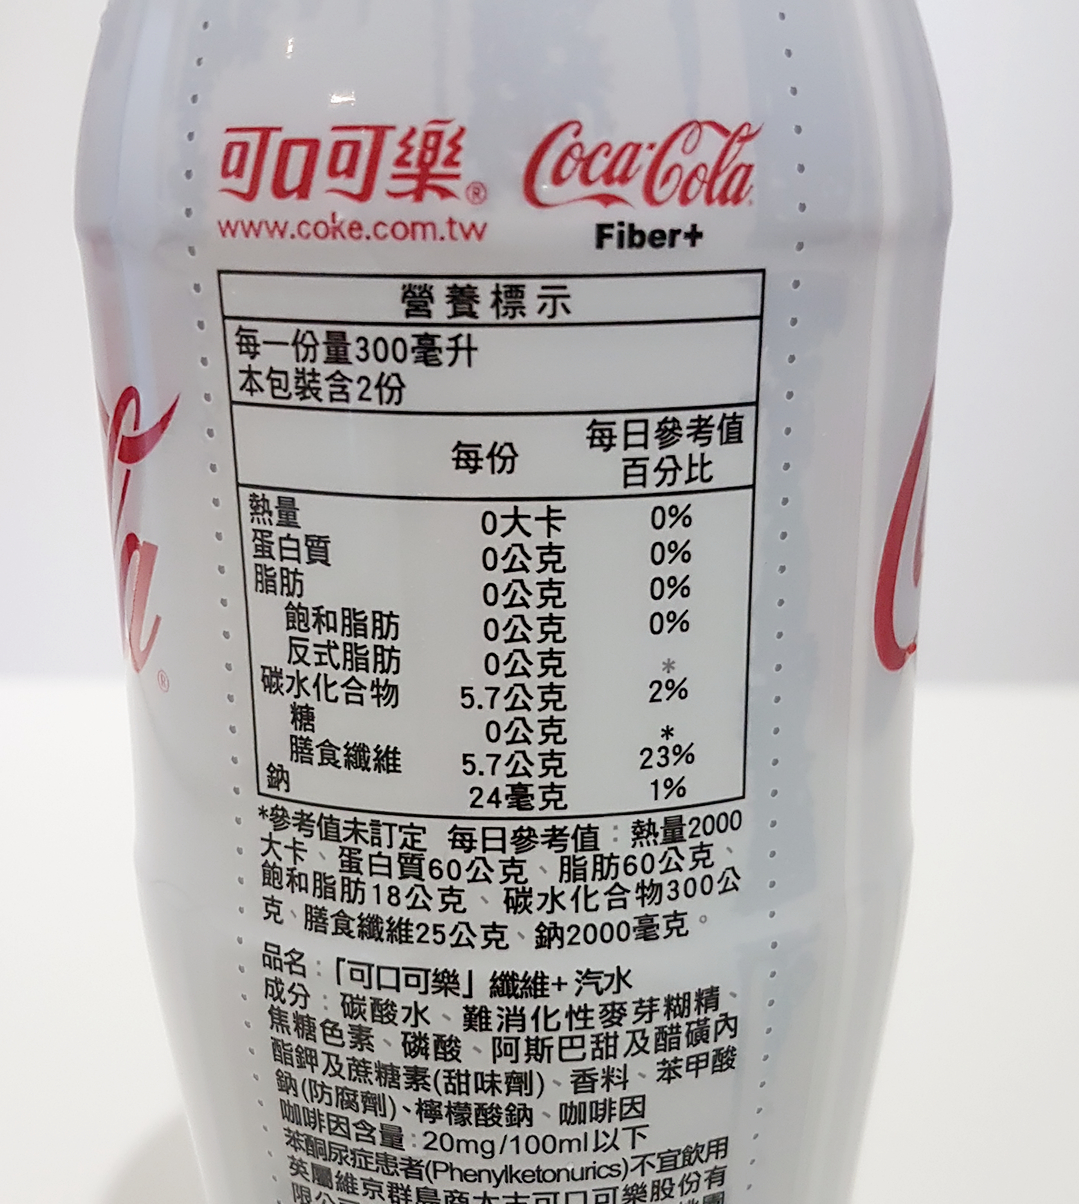 可口可樂® Coca-Cola
www.coke.com.tw Fiber+
營養標示
每一份量300毫升
本包裝含2份
每份 每日參考值百分比
熱量 0大卡 0%
蛋白質 0公克 0%
脂肪 0公克 0%
飽和脂肪 0公克 0%
反式脂肪 0公克 *
碳水化合物 5.7公克 2%
糖 0公克 *
膳食纖維 5.7公克 23%
鈉 24毫克 1%
*參考值未訂定 每日參考值：熱量2000
大卡、蛋白質60公克、脂肪60公克、
飽和脂肪18公克、碳水化合物300公
克、膳食纖維25公克、鈉2000毫克。
品名：「可口可樂」纖維+ 汽水
成分：碳酸水、難消化性麥芽糊精、
焦糖色素、磷酸、阿斯巴甜及醋磺內
酯鉀及蔗糖素(甜味劑)、香料、苯甲酸
鈉(防腐劑)、檸檬酸鈉、咖啡因
咖啡因含量：20mg/100ml以下
苯酮尿症患者(Phenylketonurics)不宜飲用
英屬維京群島商太古可口可樂股份有
限公